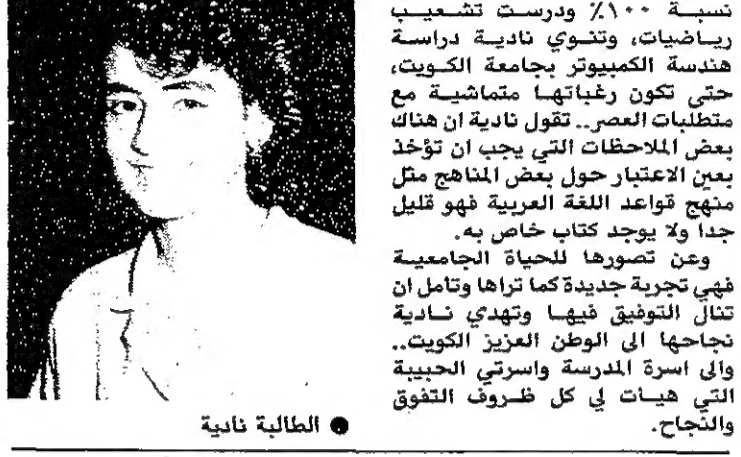 نسبة ١٠٠٪ ودرست تشعيب
رياضيات، وتنوي نادية دراسة
هندسة الكمبيوتر بجامعة الكويت،
حتى تكون رغباتها متماشية مع
متطلبات العصر.. تقول نادية ان هناك
بعض الملاحظات التي يجب ان تؤخذ
بعين الاعتبار حول بعض المناهج مثل
منهج قواعد اللغة العربية فهو قليل
جدا ولا يوجد كتاب خاص به.
وعن تصورها للحياة الجامعية
فهي تجربة جديدة كما تراها وتأمل ان
تنال التوفيق فيها وتهدي نادية
نجاحها الى الوطن العزيز الكويت..
والى اسرة المدرسة واسرتي الحبيبة
التي هيأت لي كل ظروف التفوق
والنجاح.
● الطالبة نادية